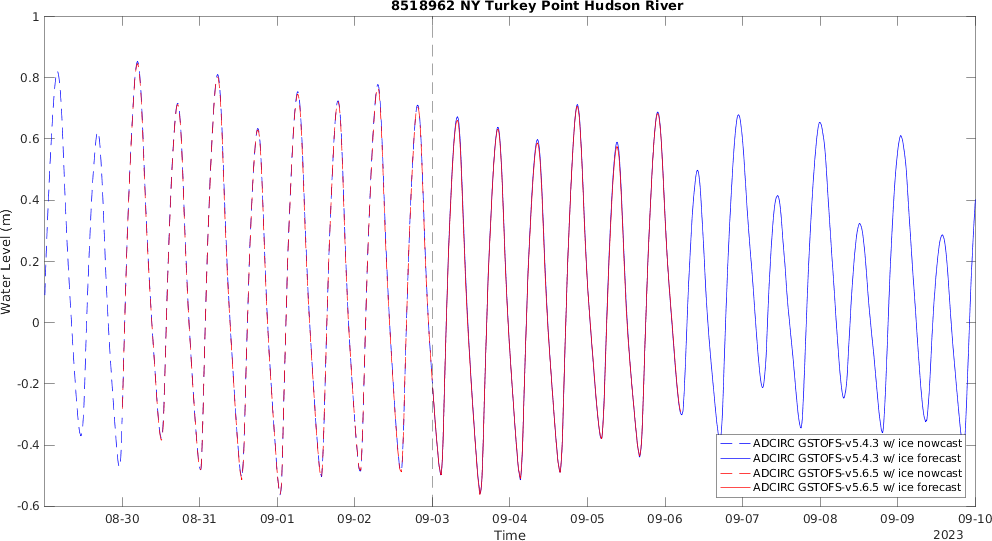 8518962 NY Turkey Point Hudson River
1
0.8
0.6
0.4
0.2
0
-0.2
-0.4
-0.6
Water Level (m)
08-30 08-31 09-01 09-02 09-03 09-04 09-05 09-06 09-07 09-08 09-09 09-10
Time
2023
ADCIRC GSTOFS-v5.4.3 w/ ice nowcast
ADCIRC GSTOFS-v5.4.3 w/ ice forecast
ADCIRC GSTOFS-v5.6.5 w/ ice nowcast
ADCIRC GSTOFS-v5.6.5 w/ ice forecast